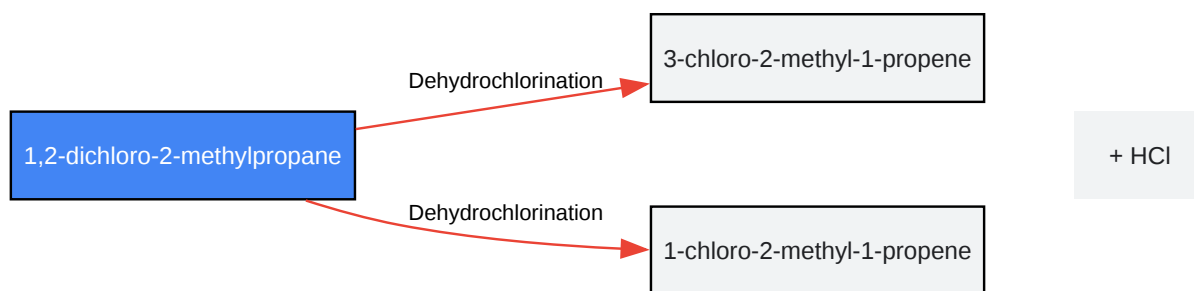 3-chloro-2-methyl-1-propene
Dehydrochlorination
1,2-dichloro-2-methylpropane
+ HCl
Dehydrochlorination
1-chloro-2-methyl-1-propene